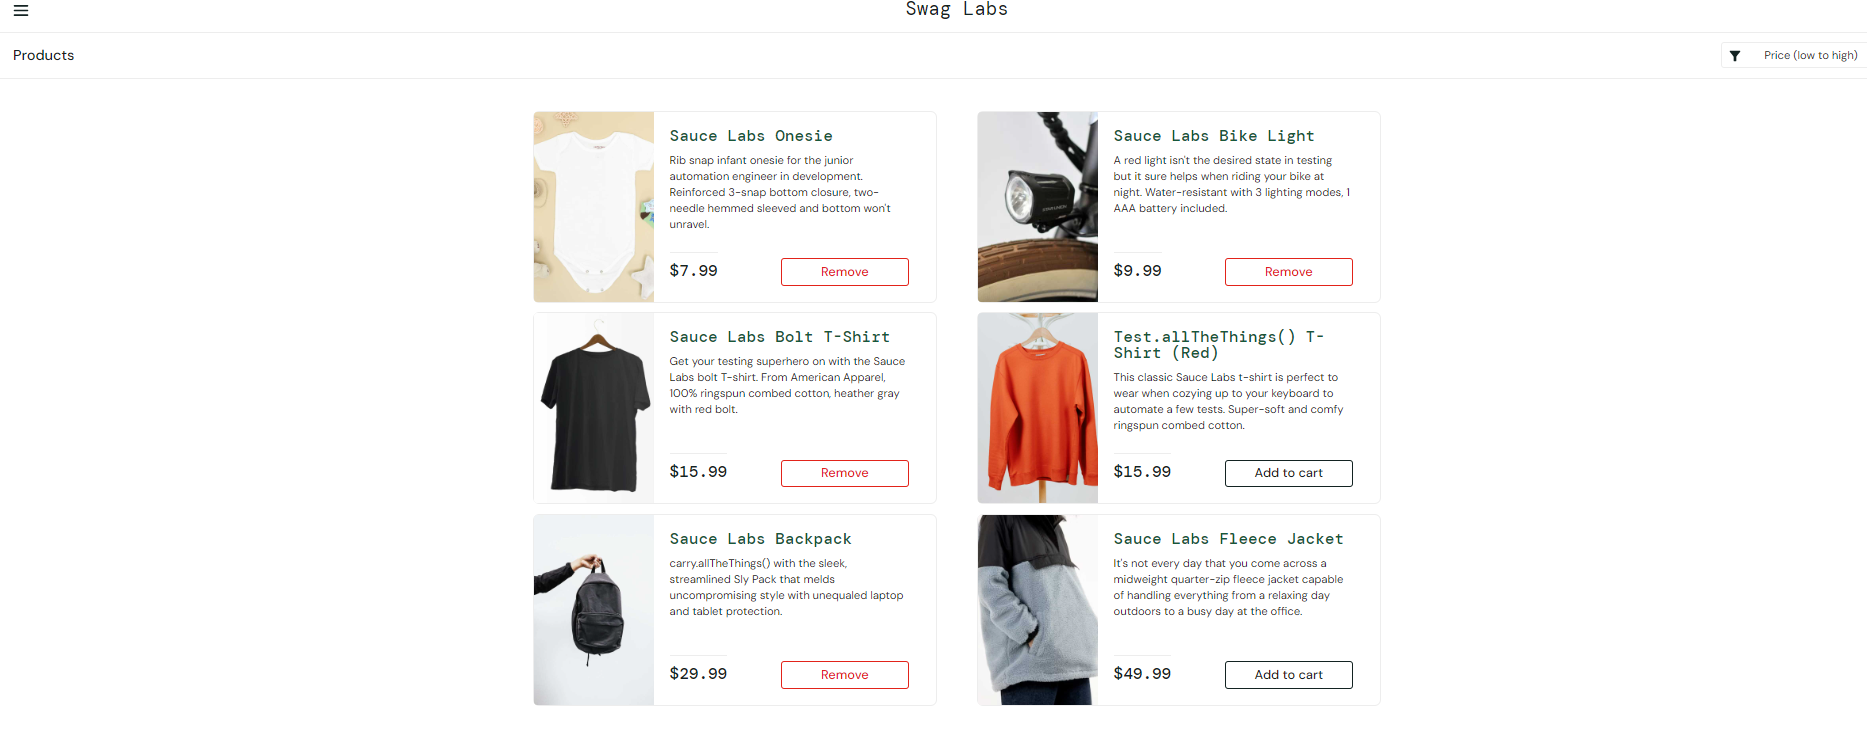 Swag Labs
Products
Price (low to high)
Sauce Labs Onesie
Rib snap infant onesie for the junior
automation engineer in development.
Reinforced 3-snap bottom closure, two-
needle hemmed sleeved and bottom won't
unravel.
$7.99
Remove
Sauce Labs Bike Light
A red light isn't the desired state in testing
but it sure helps when riding your bike at
night. Water-resistant with 3 lighting modes, 1
AAA battery included.
$9.99
Remove
Sauce Labs Bolt T-Shirt
Get your testing superhero on with the Sauce
Labs bolt T-shirt. From American Apparel,
100% ringspun combed cotton, heather gray
with red bolt.
$15.99
Remove
Test.allTheThings() T-
Shirt (Red)
This classic Sauce Labs t-shirt is perfect to
wear when cozying up to your keyboard to
automate a few tests. Super-soft and comfy
ringspun combed cotton.
$15.99
Add to cart
Sauce Labs Backpack
carry.allTheThings() with the sleek,
streamlined Sly Pack that melds
uncompromising style with unequaled laptop
and tablet protection.
$29.99
Remove
Sauce Labs Fleece Jacket
It's not every day that you come across a
midweight quarter-zip fleece jacket capable
of handling everything from a relaxing day
outdoors to a busy day at the office.
$49.99
Add to cart